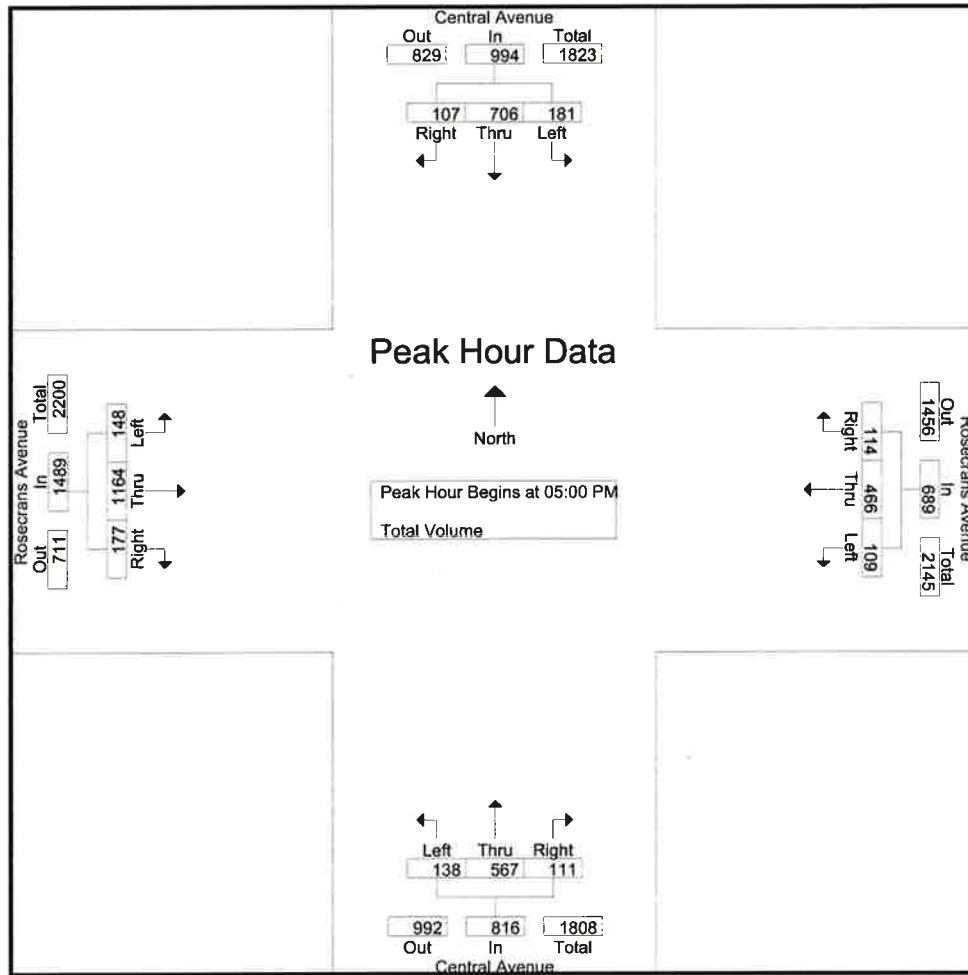 Central Avenue
Out In Total
829 994 1823
107 706 181
Right Thru Left
Peak Hour Data
North
Peak Hour Begins at 05:00 PM
Total Volume
Rosecrans Avenue
Out In Total
711 1489 2200
177 1164 148
Right Thru Left
Rosecrans Avenue
Out In Total
1456 689 2145
114 466 109
Right Thru Left
Left Thru Right
138 567 111
992 816 1808
Out In Total
Central Avenue